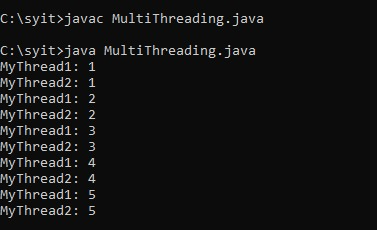 C:\syit>javac MultiThreading.java
C:\syit>java MultiThreading.java
MyThread1: 1
MyThread2: 1
MyThread1: 2
MyThread2: 2
MyThread1: 3
MyThread2: 3
MyThread1: 4
MyThread2: 4
MyThread1: 5
MyThread2: 5